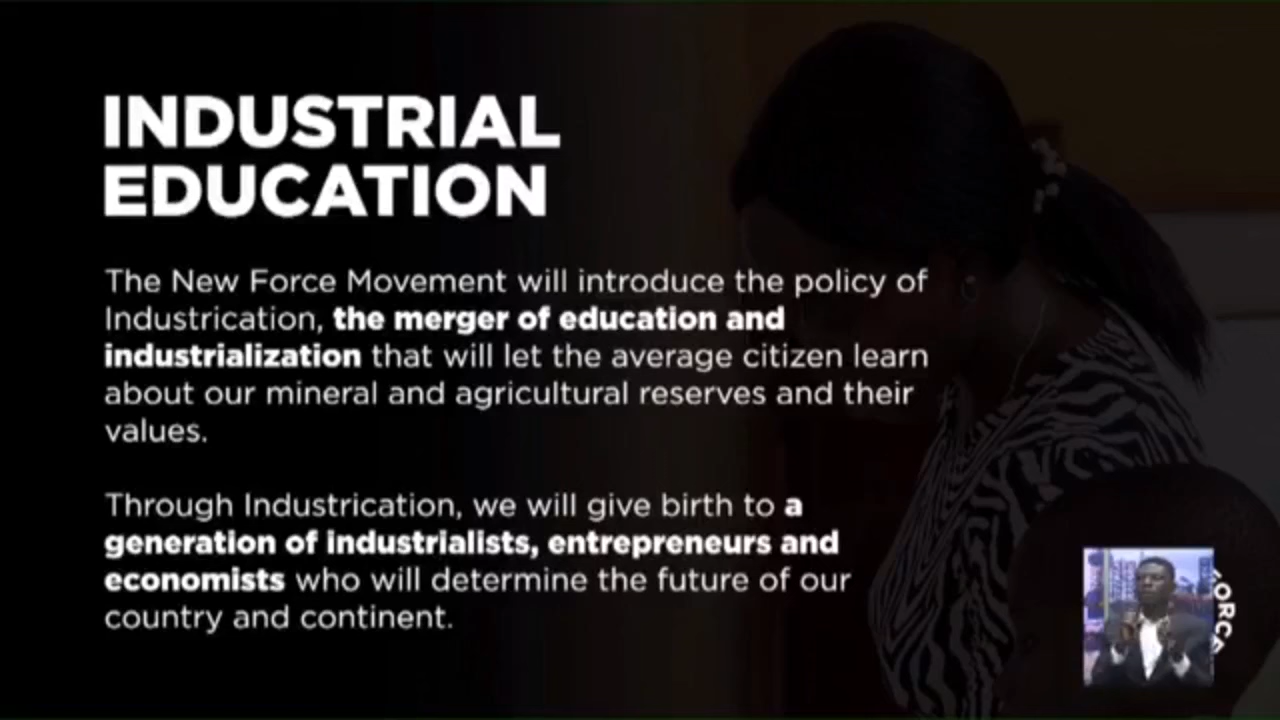 INDUSTRIAL
EDUCATION
The New Force Movement will introduce the policy of
Industrication, the merger of education and
industrialization that will let the average citizen learn
about our mineral and agricultural reserves and their
values.
Through Industrication, we will give birth to a
generation of industrialists, entrepreneurs and
economists who will determine the future of our
country and continent.